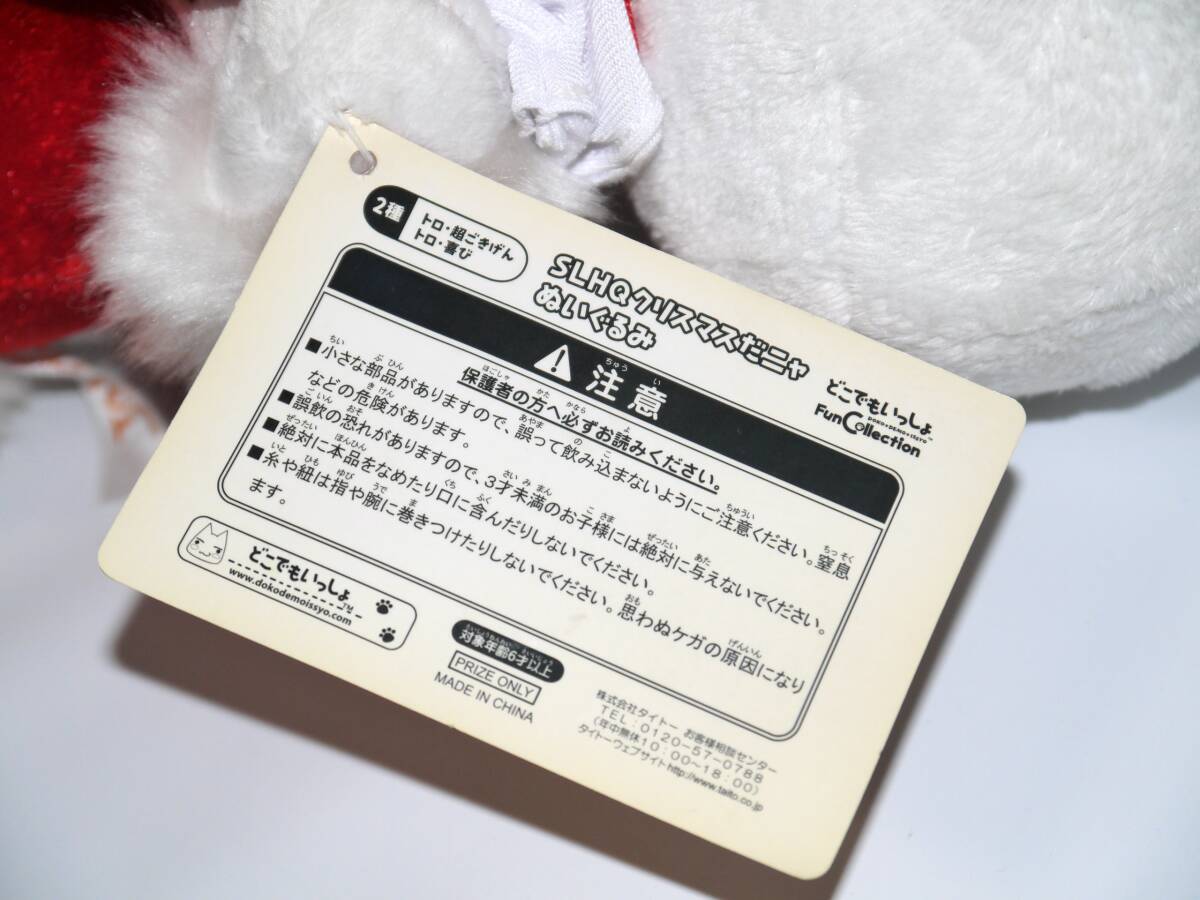 2種
トロ・超ごきげん
トロ・喜び
SLHQクリスマスだニャ
ぬいぐるみ
どこでもいっしょ
DOKO★DEMO★ISSYO
Fun Collection™
注意
保護者の方へ必ずお読みください。
■小さな部品がありますので、誤って飲み込まないようにご注意ください。窒息
などの危険があります。
■誤飲の恐れがありますので、3才未満のお子様には絶対に与えないでください。
■絶対に本品をなめたり口に含んだりしないでください。
■糸や紐は指や腕に巻きつけたりしないでください。思わぬケガの原因になり
ます。
どこでもいっしょ™
www.dokodemoissyo.com
対象年齢6才以上
PRIZE ONLY
MADE IN CHINA
株式会社タイトー お客様相談センター
TEL:0120-57-0788
(年中無休10:00〜18:00)
タイトーウェブサイトhttp://www.taito.co.jp